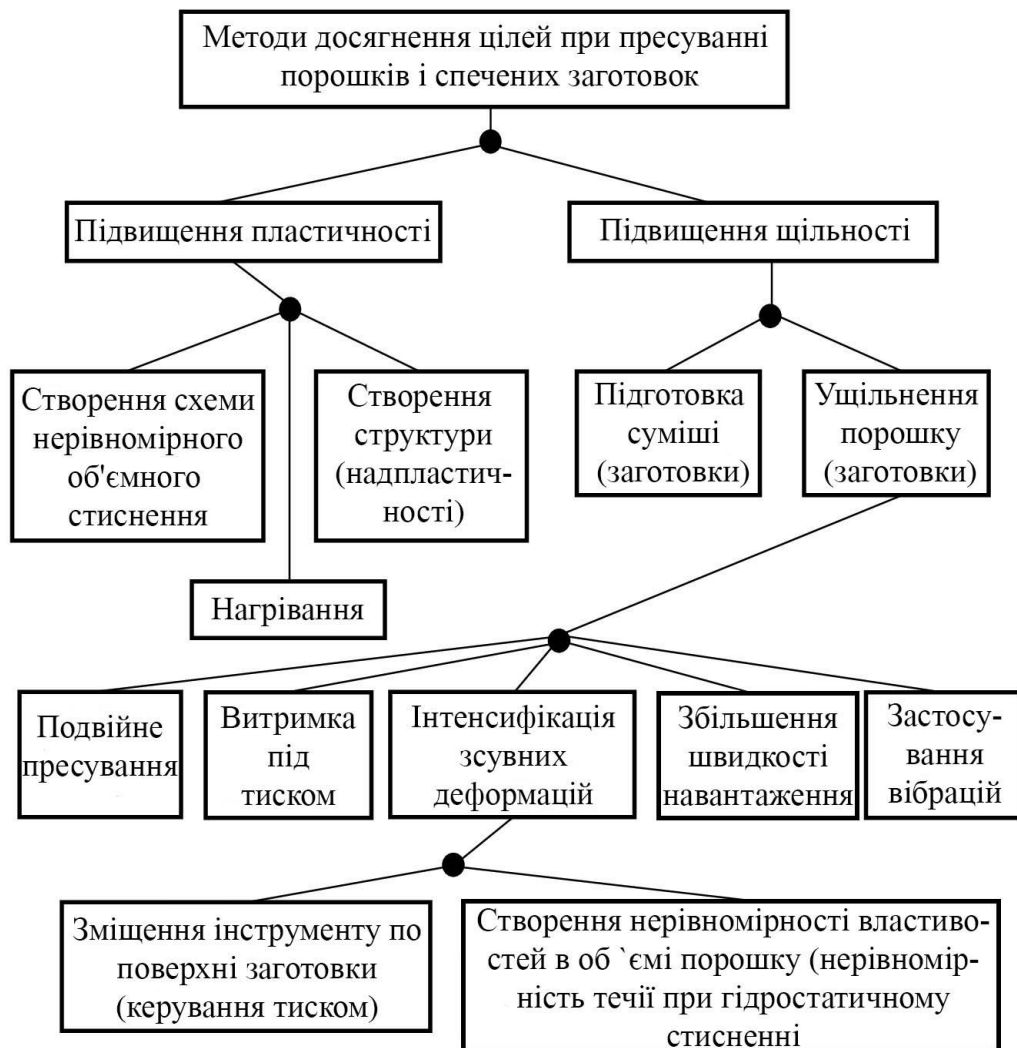 Методи досягнення цілей при пресуванні
порошків і спечених заготовок
Підвищення пластичності
Підвищення щільності
Створення схеми
нерівномірного
об'ємного
стиснення
Створення
структури
(надпластич-
ності)
Підготовка
суміші
(заготовки)
Ущільнення
порошку
(заготовки)
Нагрівання
Подвійне
пресування
Витримка
під
тиском
Інтенсифікація
зсувних
деформацій
Збільшення
швидкості
навантаження
Застосу-
вання
вібрацій
Зміщення інструменту по
поверхні заготовки
(керування тиском)
Створення нерівномірності властиво-
стей в об `ємі порошку (нерівномір-
ність течії при гідростатичному
стисненні